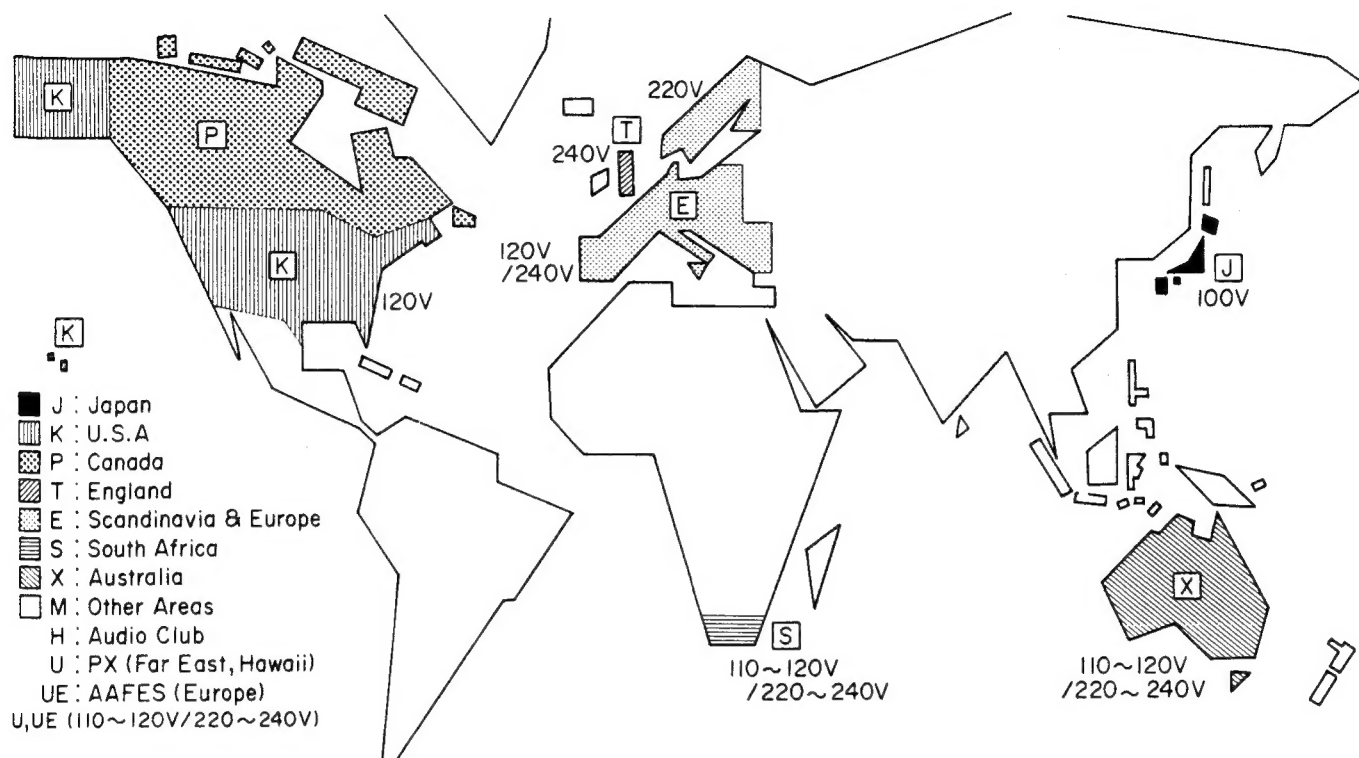 K
P
T
220V
240V
E
K
120V
/240V
120V
J
100V
K
J : Japan
K : U.S.A
P : Canada
T : England
E : Scandinavia & Europe
S : South Africa
X : Australia
M : Other Areas
H : Audio Club
U : PX (Far East, Hawaii)
UE : AAFES (Europe)
U,UE (110~120V/220~240V)
X
S
110~120V
/220~240V
110~120V
/220~240V